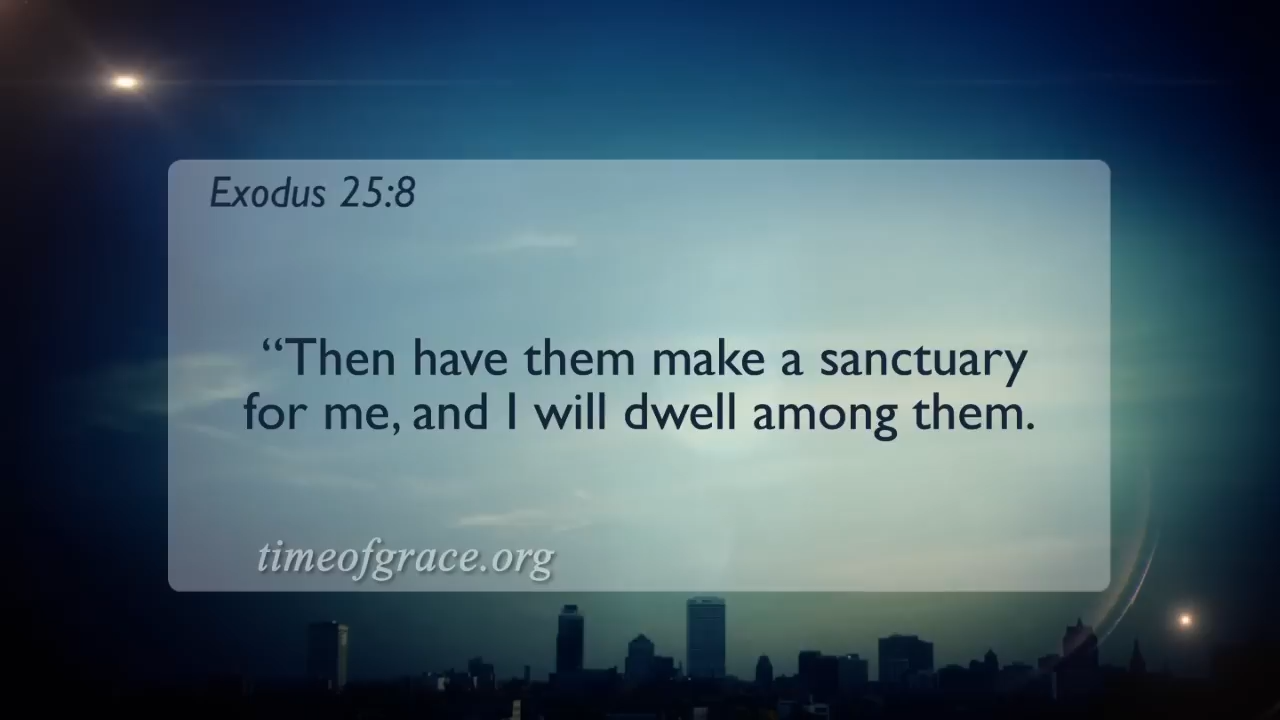 Exodus 25:8
“Then have them make a sanctuary
for me, and I will dwell among them.
timeofgrace.org